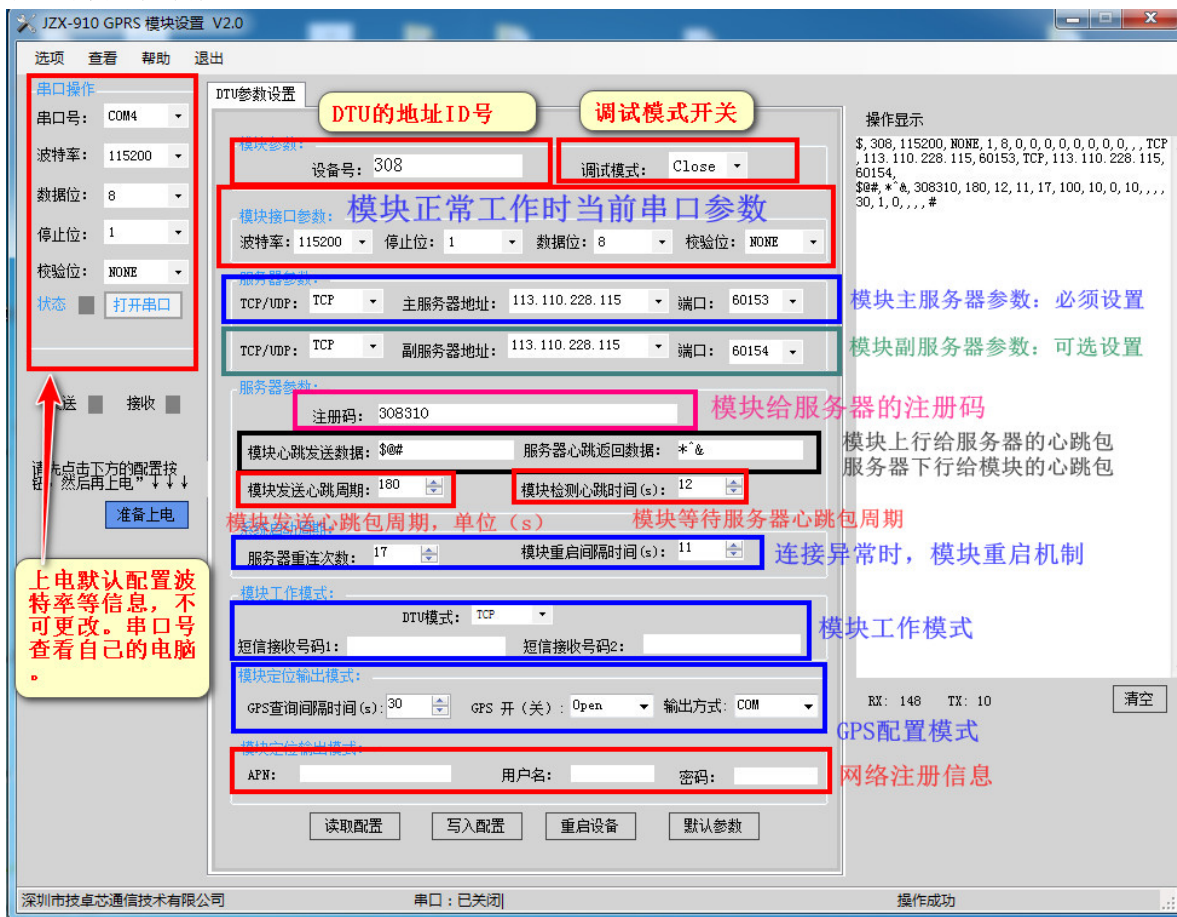 JZX-910 GPRS 模块设置 V2.0
选项 查看 帮助 退出
串口操作
串口号: COM4
波特率: 115200
数据位: 8
停止位: 1
校验位: NONE
状态 打开串口
送 接收
请先点击下方的配置按
钮，然后再上电”↓↓↓
准备上电
上电默认配置波
特率等信息，不
可更改。串口号
查看自己的电脑
。
DTU参数设置
DTU的地址ID号
调试模式开关
模块参数:
设备号: 308
调试模式: Close
模块接口参数:
模块正常工作时当前串口参数
波特率: 115200 停止位: 1 数据位: 8 校验位: NONE
服务器参数:
TCP/UDP: TCP 主服务器地址: 113.110.228.115 端口: 60153
模块主服务器参数：必须设置
TCP/UDP: TCP 副服务器地址: 113.110.228.115 端口: 60154
模块副服务器参数：可选设置
服务器参数:
注册码: 308310
模块给服务器的注册码
模块心跳发送数据: $@# 服务器心跳返回数据: *^&
模块上行给服务器的心跳包
服务器下行给模块的心跳包
模块发送心跳周期: 180 模块检测心跳时间(s): 12
模块发送心跳包周期，单位（s） 模块等待服务器心跳包周期
系统启动周期:
服务器重连次数: 17 模块重启间隔时间(s): 11
连接异常时，模块重启机制
模块工作模式:
DTU模式: TCP
短信接收号码1: 短信接收号码2:
模块工作模式
模块定位输出模式:
GPS查询间隔时间(s): 30 GPS 开（关）: Open 输出方式: COM
GPS配置模式
模块定位输出模式:
APN: 用户名: 密码:
网络注册信息
读取配置 写入配置 重启设备 默认参数
操作显示
$,308,115200,NONE,1,8,0,0,0,0,0,0,0,0,,,TCP
,113.110.228.115,60153,TCP,113.110.228.115,
60154,
$@#,*^&,308310,180,12,11,17,100,10,0,10,,,,
30,1,0,,,,#
RX: 148 TX: 10 清空
深圳市技卓芯通信技术有限公司 串口：已关闭 操作成功